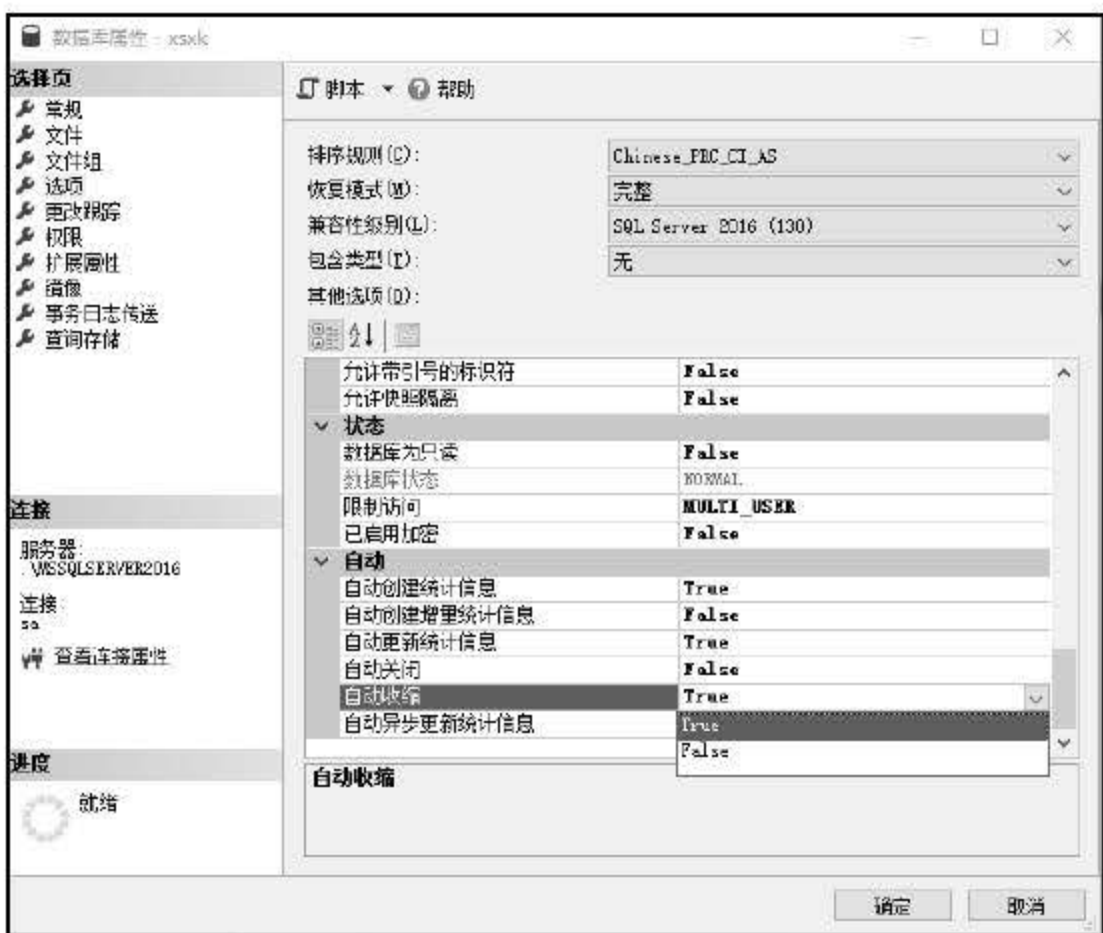 数据库属性 - xsxk
选择页
常规
文件
文件组
选项
更改跟踪
权限
扩展属性
镜像
事务日志传送
查询存储
连接
服务器:
.\MSSQLSERVER2016
连接:
sa
查看连接属性
进度
就绪
脚本 帮助
排序规则(C): Chinese_PRC_CI_AS
恢复模式(M): 完整
兼容性级别(L): SQL Server 2016 (130)
包含类型(T): 无
其他选项(O):
允许带引号的标识符 False
允许快照隔离 False
状态
数据库为只读 False
数据库状态 NORMAL
限制访问 MULTI_USER
已启用加密 False
自动
自动创建统计信息 True
自动创建增量统计信息 False
自动更新统计信息 True
自动关闭 False
自动收缩 True
自动异步更新统计信息 True
False
自动收缩
确定 取消